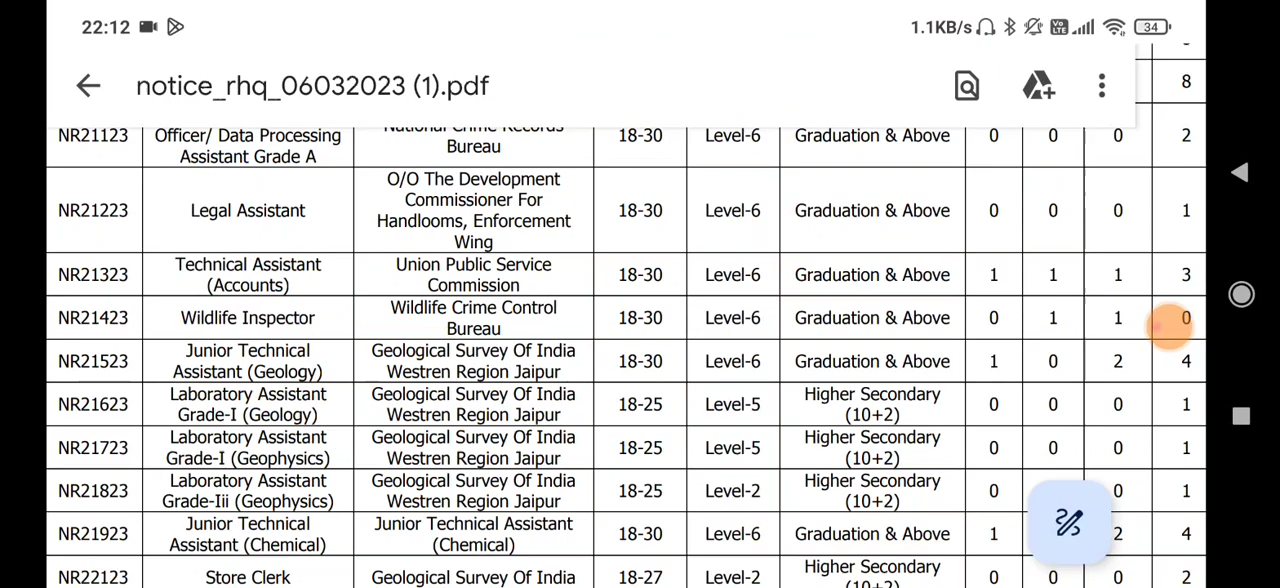 22:12 1.1KB/s Vo LTE 34
notice_rhq_06032023 (1).pdf
8
NR21123 Officer/ Data Processing Assistant Grade A National Crime Records Bureau 18-30 Level-6 Graduation & Above 0 0 0 2
NR21223 Legal Assistant O/O The Development Commissioner For Handlooms, Enforcement Wing 18-30 Level-6 Graduation & Above 0 0 0 1
NR21323 Technical Assistant (Accounts) Union Public Service Commission 18-30 Level-6 Graduation & Above 1 1 1 3
NR21423 Wildlife Inspector Wildlife Crime Control Bureau 18-30 Level-6 Graduation & Above 0 1 1 0
NR21523 Junior Technical Assistant (Geology) Geological Survey Of India Westren Region Jaipur 18-30 Level-6 Graduation & Above 1 0 2 4
NR21623 Laboratory Assistant Grade-I (Geology) Geological Survey Of India Westren Region Jaipur 18-25 Level-5 Higher Secondary (10+2) 0 0 0 1
NR21723 Laboratory Assistant Grade-I (Geophysics) Geological Survey Of India Westren Region Jaipur 18-25 Level-5 Higher Secondary (10+2) 0 0 0 1
NR21823 Laboratory Assistant Grade-Iii (Geophysics) Geological Survey Of India Westren Region Jaipur 18-25 Level-2 Higher Secondary (10+2) 0 0 1
NR21923 Junior Technical Assistant (Chemical) Junior Technical Assistant (Chemical) 18-30 Level-6 Graduation & Above 1 2 4
NR22123 Store Clerk Geological Survey Of India 18-27 Level-2 Higher Secondary (10+2) 0 0 0 2